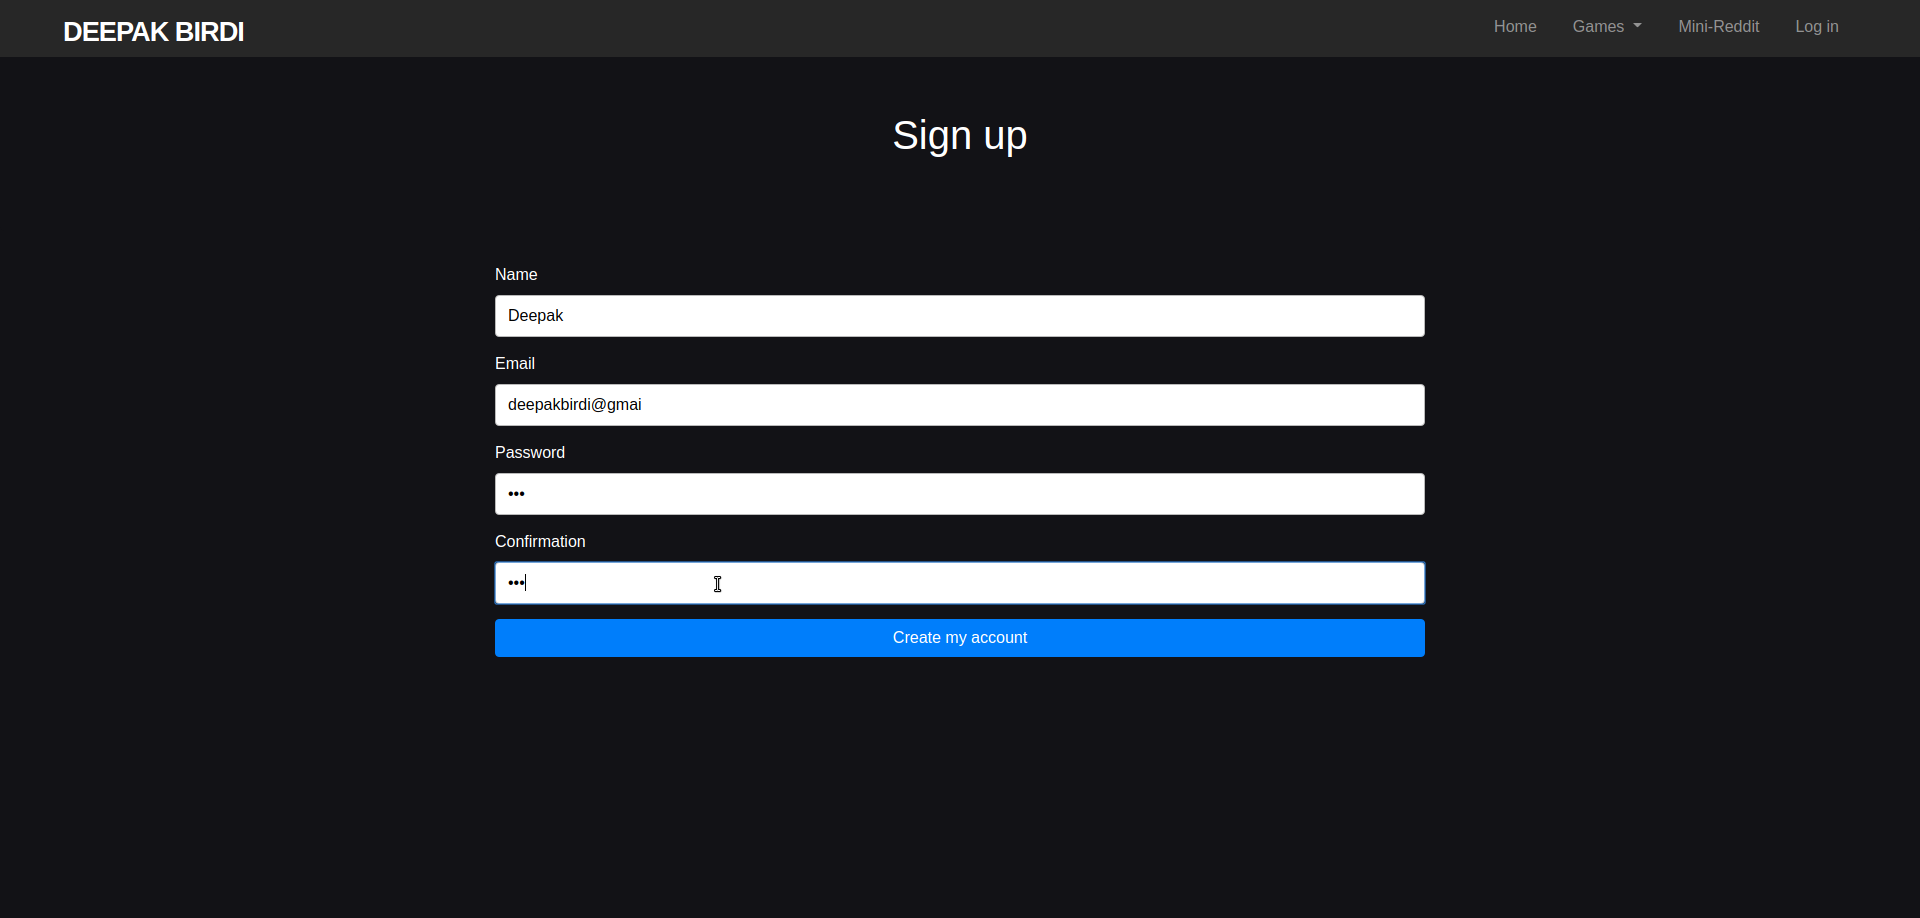 DEEPAK BIRDI
Home Games Mini-Reddit Log in
Sign up
Name
Deepak
Email
deepakbirdi@gmai
Password
•••
Confirmation
•••
Create my account